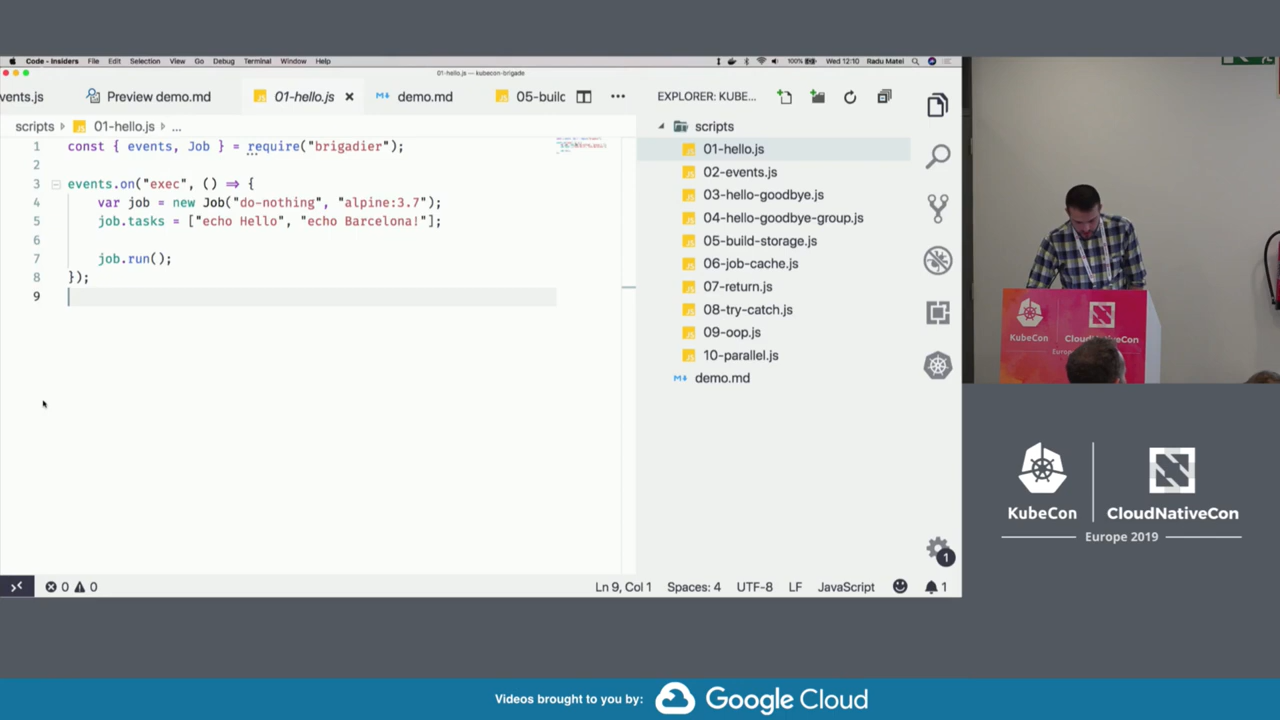 Code - Insiders File Edit Selection View Go Debug Terminal Window Help
100% Wed 12:10 Radu Matei
01-hello.js — kubecon-brigade
vents.js Preview demo.md 01-hello.js demo.md 05-builc
EXPLORER: KUBE...
scripts 01-hello.js ...
1 const { events, Job } = require("brigadier");
2
3 events.on("exec", () => {
4 var job = new Job("do-nothing", "alpine:3.7");
5 job.tasks = ["echo Hello", "echo Barcelona!"];
6
7 job.run();
8 });
9
scripts
01-hello.js
02-events.js
03-hello-goodbye.js
04-hello-goodbye-group.js
05-build-storage.js
06-job-cache.js
07-return.js
08-try-catch.js
09-oop.js
10-parallel.js
demo.md
1
0 0 Ln 9, Col 1 Spaces: 4 UTF-8 LF JavaScript 1
KubeCon CloudNativeCon
KubeCon CloudNativeCon
Europe 2019
Videos brought to you by: Google Cloud